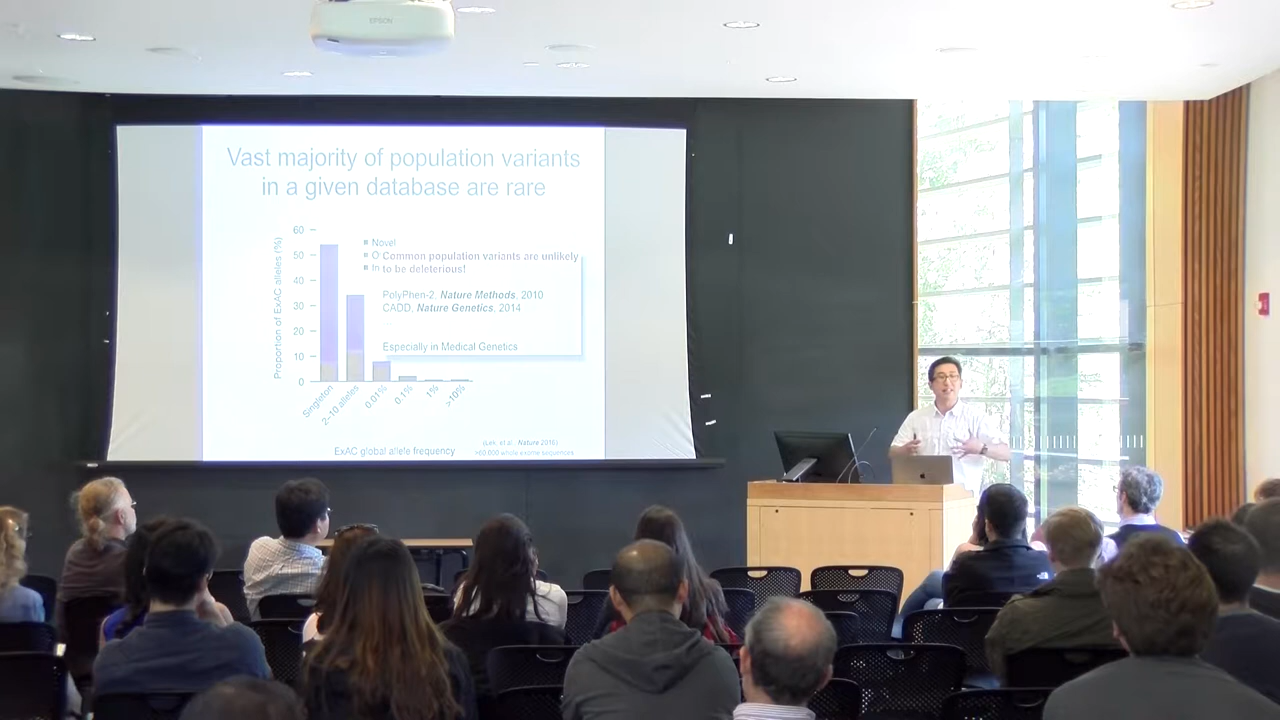 EPSON
Vast majority of population variants
in a given database are rare
Proportion of ExAC alleles (%)
60
50
40
30
20
10
0
Novel
O Common population variants are unlikely
In to be deleterious!
PolyPhen-2, Nature Methods, 2010
CADD, Nature Genetics, 2014
Especially in Medical Genetics
Singleton
2–10 alleles
0.01%
0.1%
1%
>10%
ExAC global allele frequency
(Lek, et al., Nature 2016)
>60,000 whole exome sequences